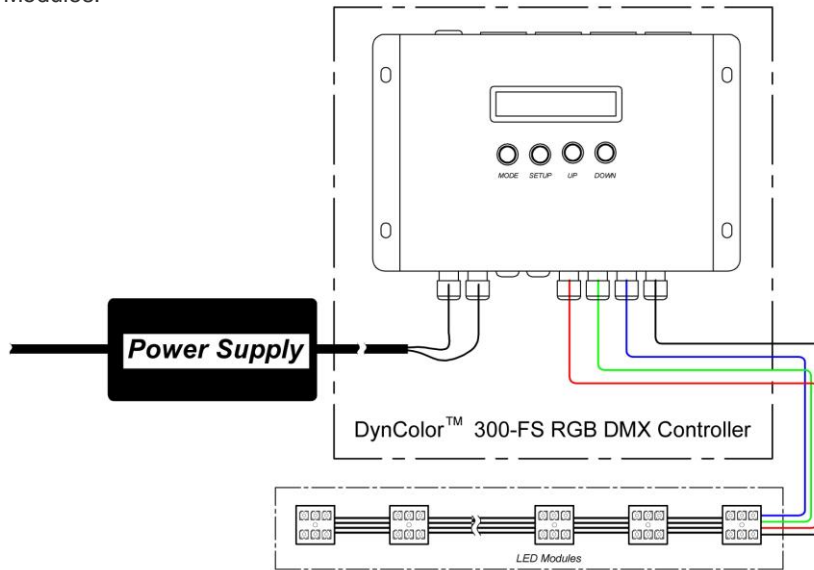 Modules.
MODE SETUP UP DOWN
Power Supply
DynColor™ 300-FS RGB DMX Controller
LED Modules